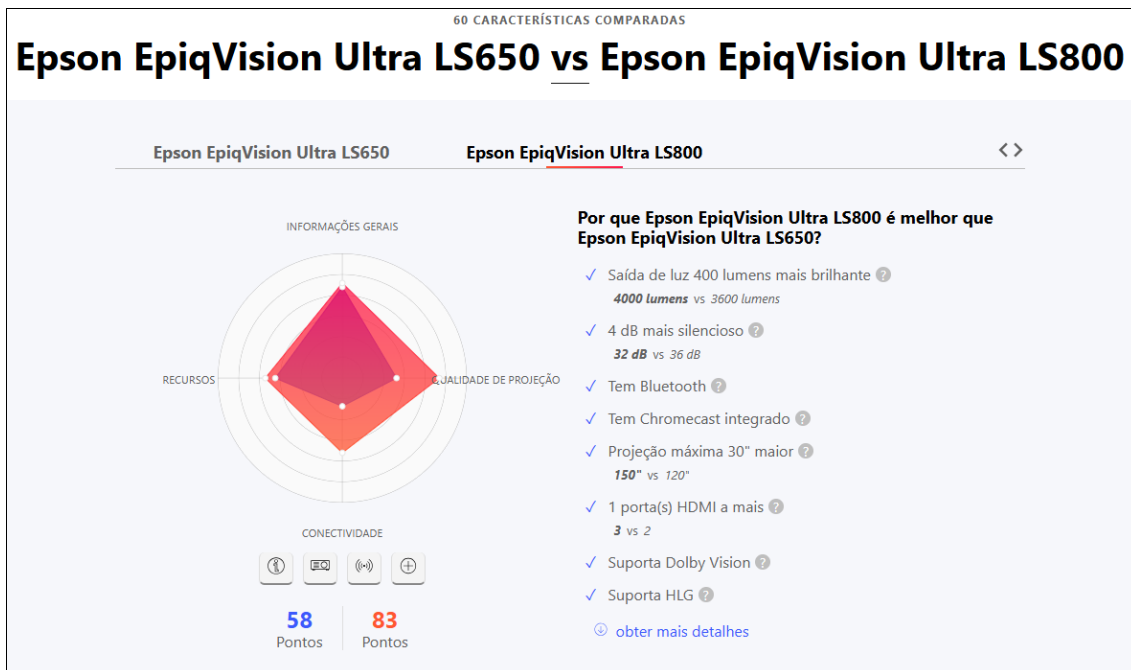 60 CARACTERÍSTICAS COMPARADAS
Epson EpiqVision Ultra LS650 vs Epson EpiqVision Ultra LS800
Epson EpiqVision Ultra LS650
Epson EpiqVision Ultra LS800
INFORMAÇÕES GERAIS
RECURSOS
QUALIDADE DE PROJEÇÃO
CONECTIVIDADE
58
Pontos
83
Pontos
Por que Epson EpiqVision Ultra LS800 é melhor que
Epson EpiqVision Ultra LS650?
Saída de luz 400 lumens mais brilhante ?
4000 lumens vs 3600 lumens
4 dB mais silencioso ?
32 dB vs 36 dB
Tem Bluetooth ?
Tem Chromecast integrado ?
Projeção máxima 30" maior ?
150" vs 120"
1 porta(s) HDMI a mais ?
3 vs 2
Suporta Dolby Vision ?
Suporta HLG ?
obter mais detalhes